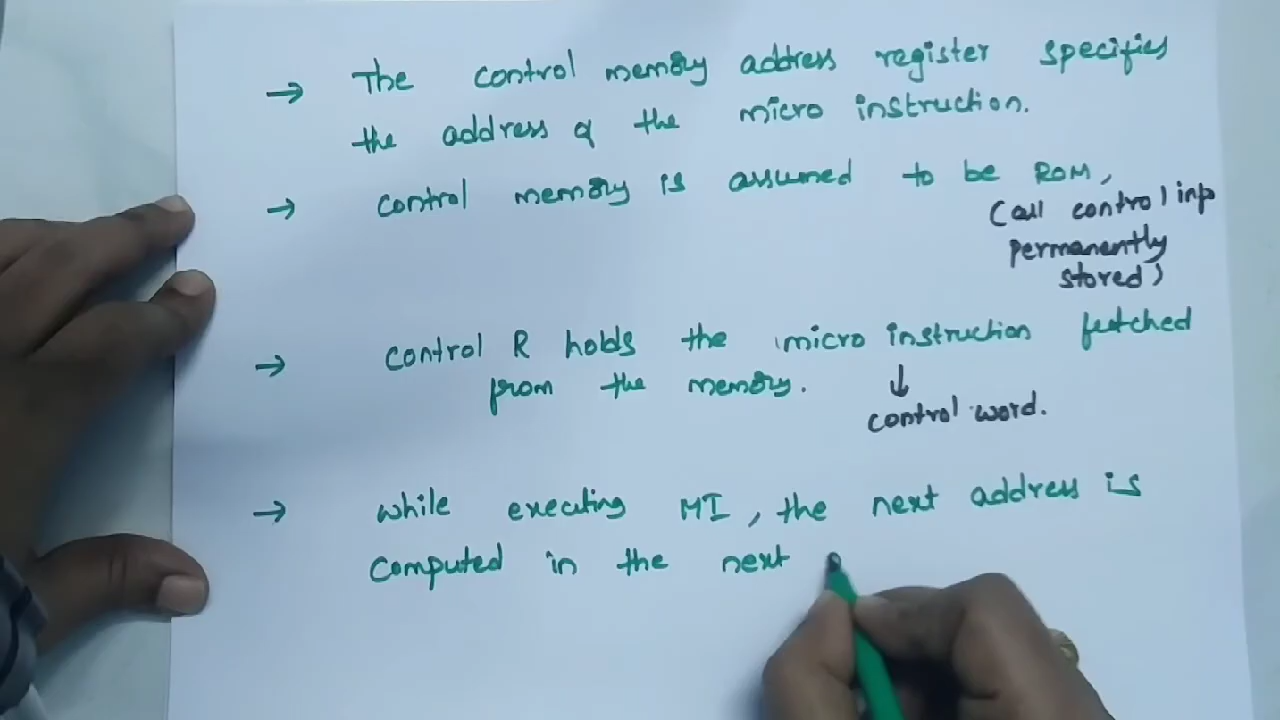 → The control memory address register specifies
the address of the micro instruction.
→ control memory is assumed to be ROM,
(all control info
permanently
stored)
→ control R holds the micro instruction fetched
from the memory. ↓
control word.
→ while executing MI, the next address is
computed in the next